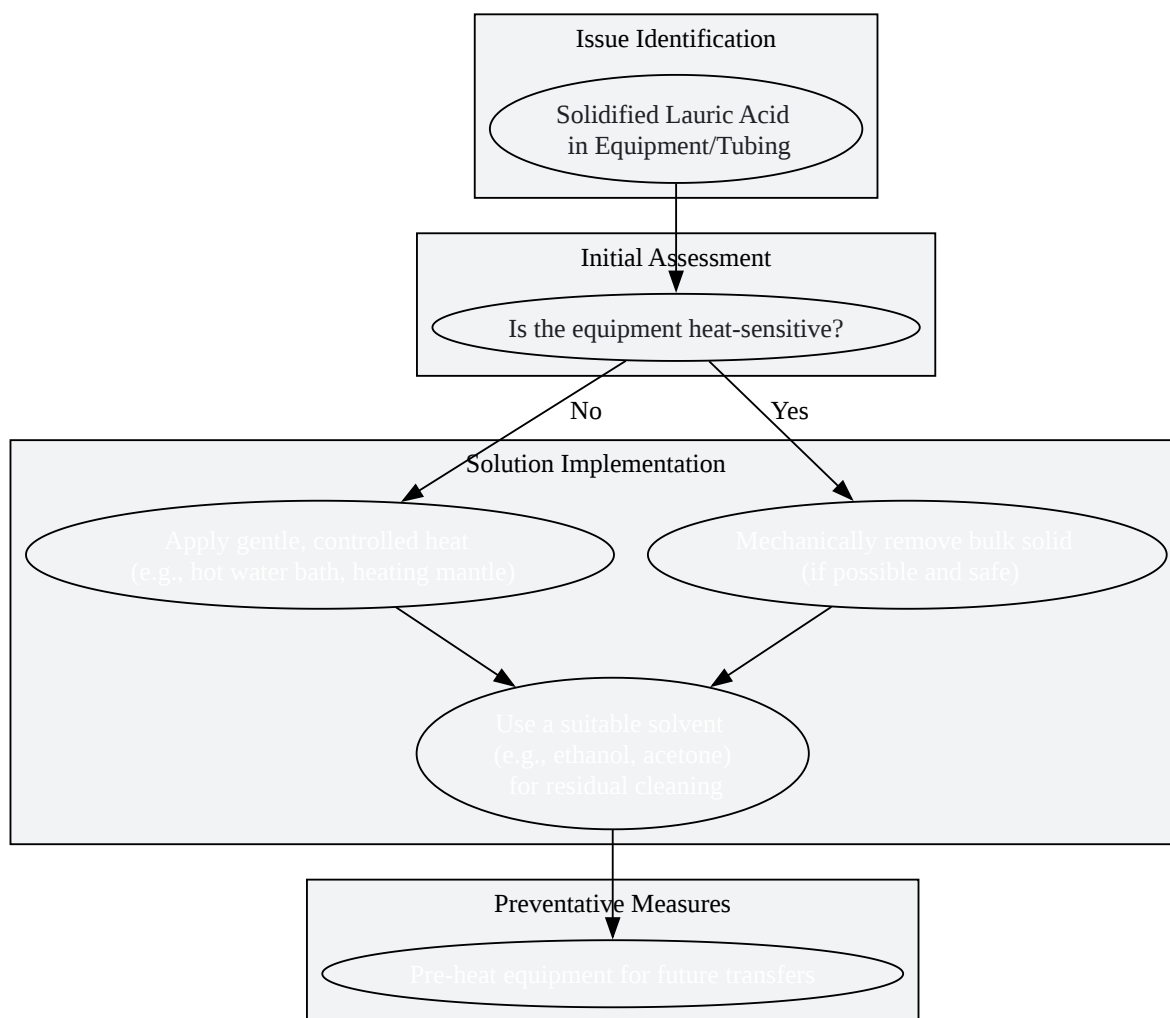 Issue Identification
Solidified Lauric Acid
in Equipment/Tubing
Initial Assessment
Is the equipment heat-sensitive?
No
Yes
Solution Implementation
Apply gentle, controlled heat
(e.g., hot water bath, heating mantle)
Mechanically remove bulk solid
(if possible and safe)
Use a suitable solvent
(e.g., ethanol, acetone)
for residual cleaning
Preventative Measures
Pre-heat equipment for future transfers